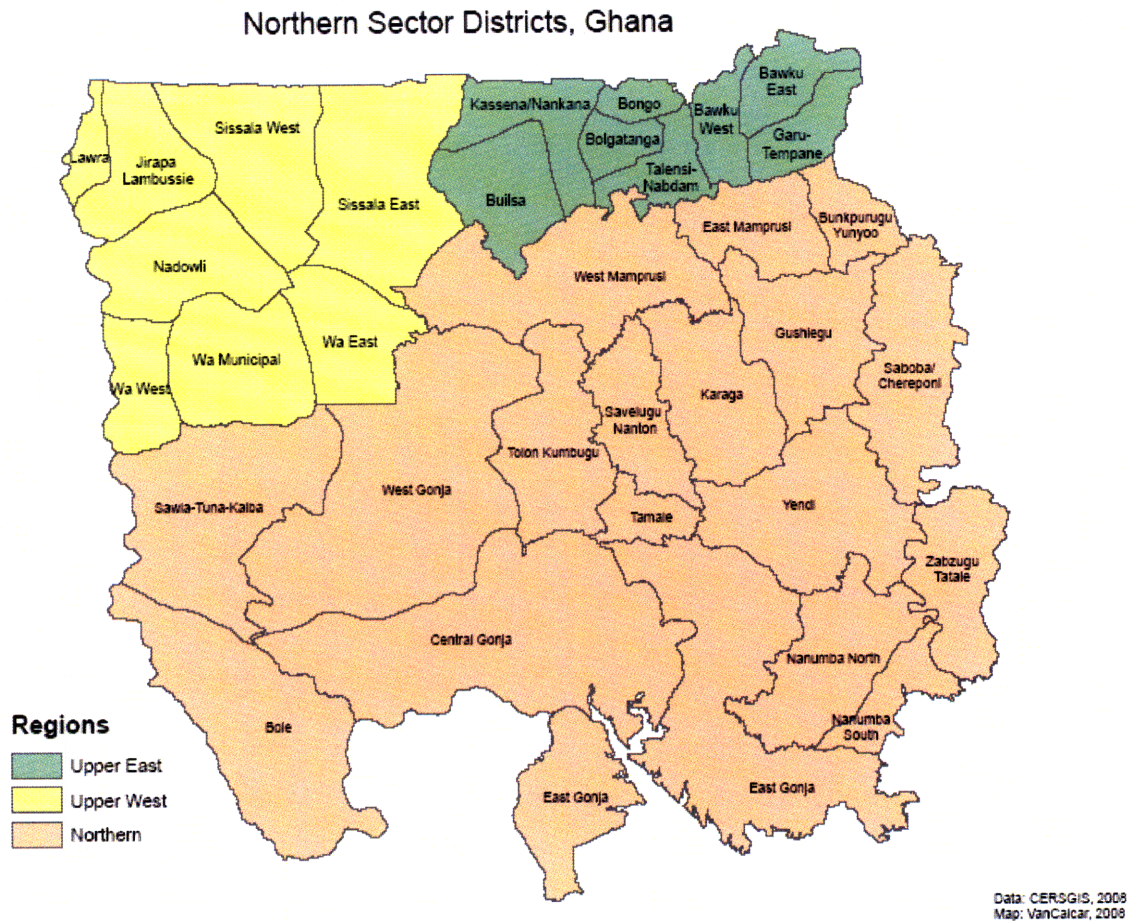 Northern Sector Districts, Ghana
Bawku
East
Kassena/Nankana
Bongo
Bawku
West
Sissala West
Bolgatanga
Garu-
Tempane
Lawra
Jirapa
Lambussie
Talensi-
Nabdam
Builsa
Sissala East
East Mamprusi
Bunkpurugu
Yunyoo
Nadowli
West Mamprusi
Gushiegu
Wa East
Wa Municipal
Saboba/
Chereponi
Wa West
Karaga
Savelugu
Nanton
Tolon Kumbugu
West Gonja
Sawla-Tuna-Kalba
Yendi
Tamale
Zabzugu
Tatale
Central Gonja
Nanumba North
Bole
Nanumba
South
East Gonja
East Gonja
Regions
Upper East
Upper West
Northern
Data: CERSGIS, 2008
Map: VanCalcar, 2008